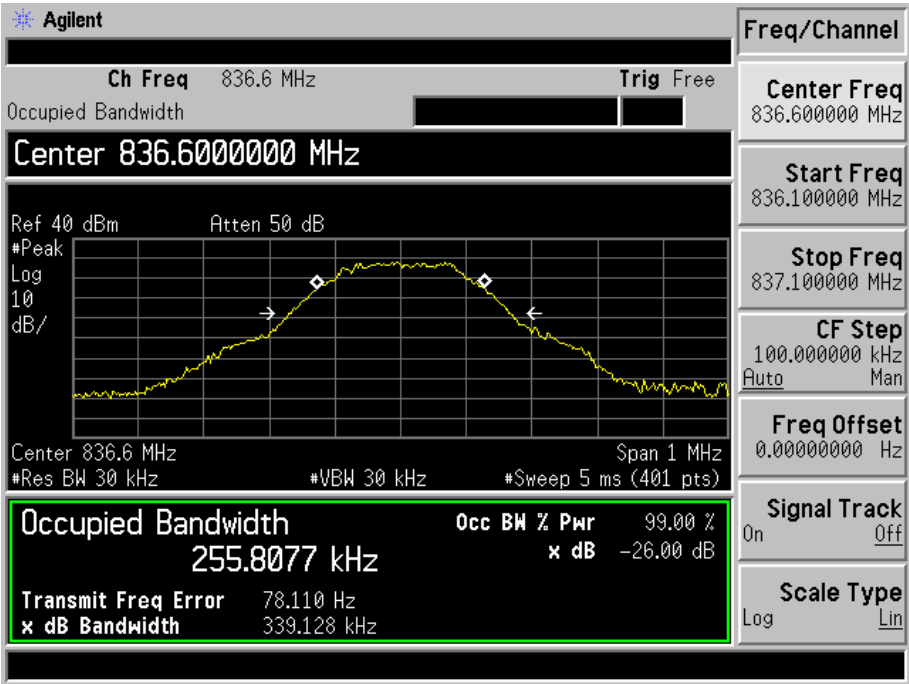 Agilent
Freq/Channel
Ch Freq 836.6 MHz Trig Free
Occupied Bandwidth
Center 836.6000000 MHz
Ref 40 dBm Atten 50 dB
#Peak
Log
10
dB/
Center 836.6 MHz Span 1 MHz
#Res BW 30 kHz #VBW 30 kHz #Sweep 5 ms (401 pts)
Occupied Bandwidth Occ BW % Pwr 99.00 %
255.8077 kHz x dB -26.00 dB
Transmit Freq Error 78.110 Hz
x dB Bandwidth 339.128 kHz
Center Freq
836.600000 MHz
Start Freq
836.100000 MHz
Stop Freq
837.100000 MHz
CF Step
100.000000 kHz
Auto Man
Freq Offset
0.00000000 Hz
Signal Track
On Off
Scale Type
Log Lin